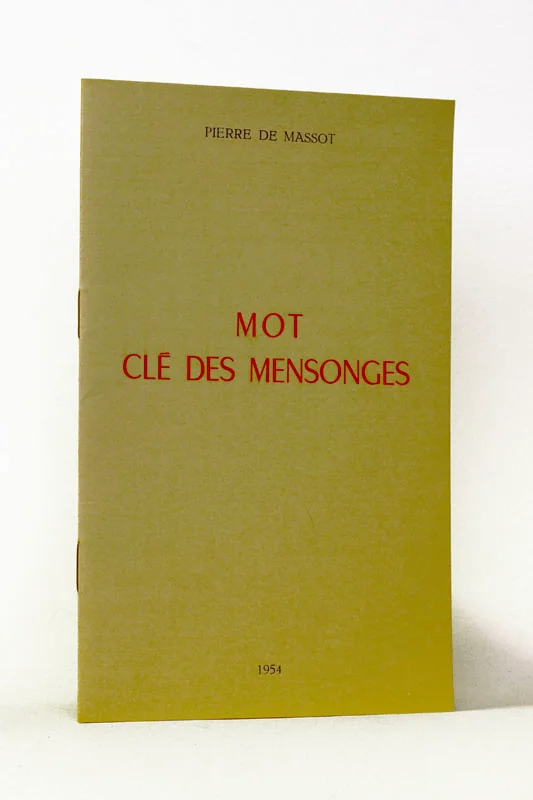 PIERRE DE MASSOT
MOT
CLÉ DES MENSONGES
1954